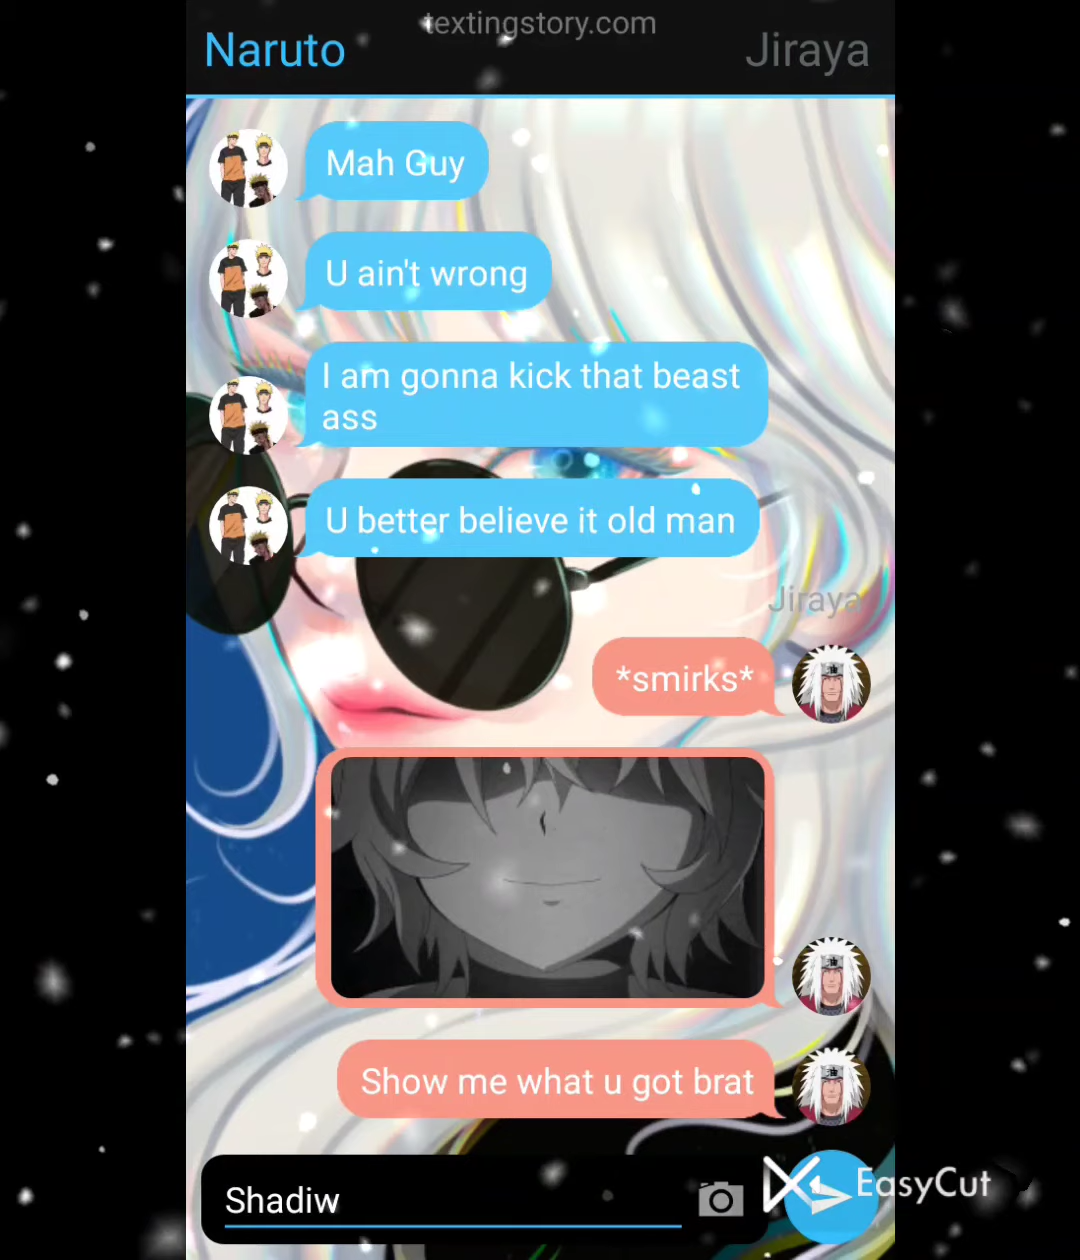 textingstory.com
Naruto
Jiraya
Mah Guy
U ain't wrong
I am gonna kick that beast
ass
U better believe it old man
Jiraya
*smirks*
Show me what u got brat
Shadiw
EasyCut